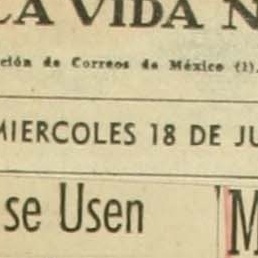 LA VIDA N
ción de Correos de México (1).
MIERCOLES 18 DE JU
se Usen M